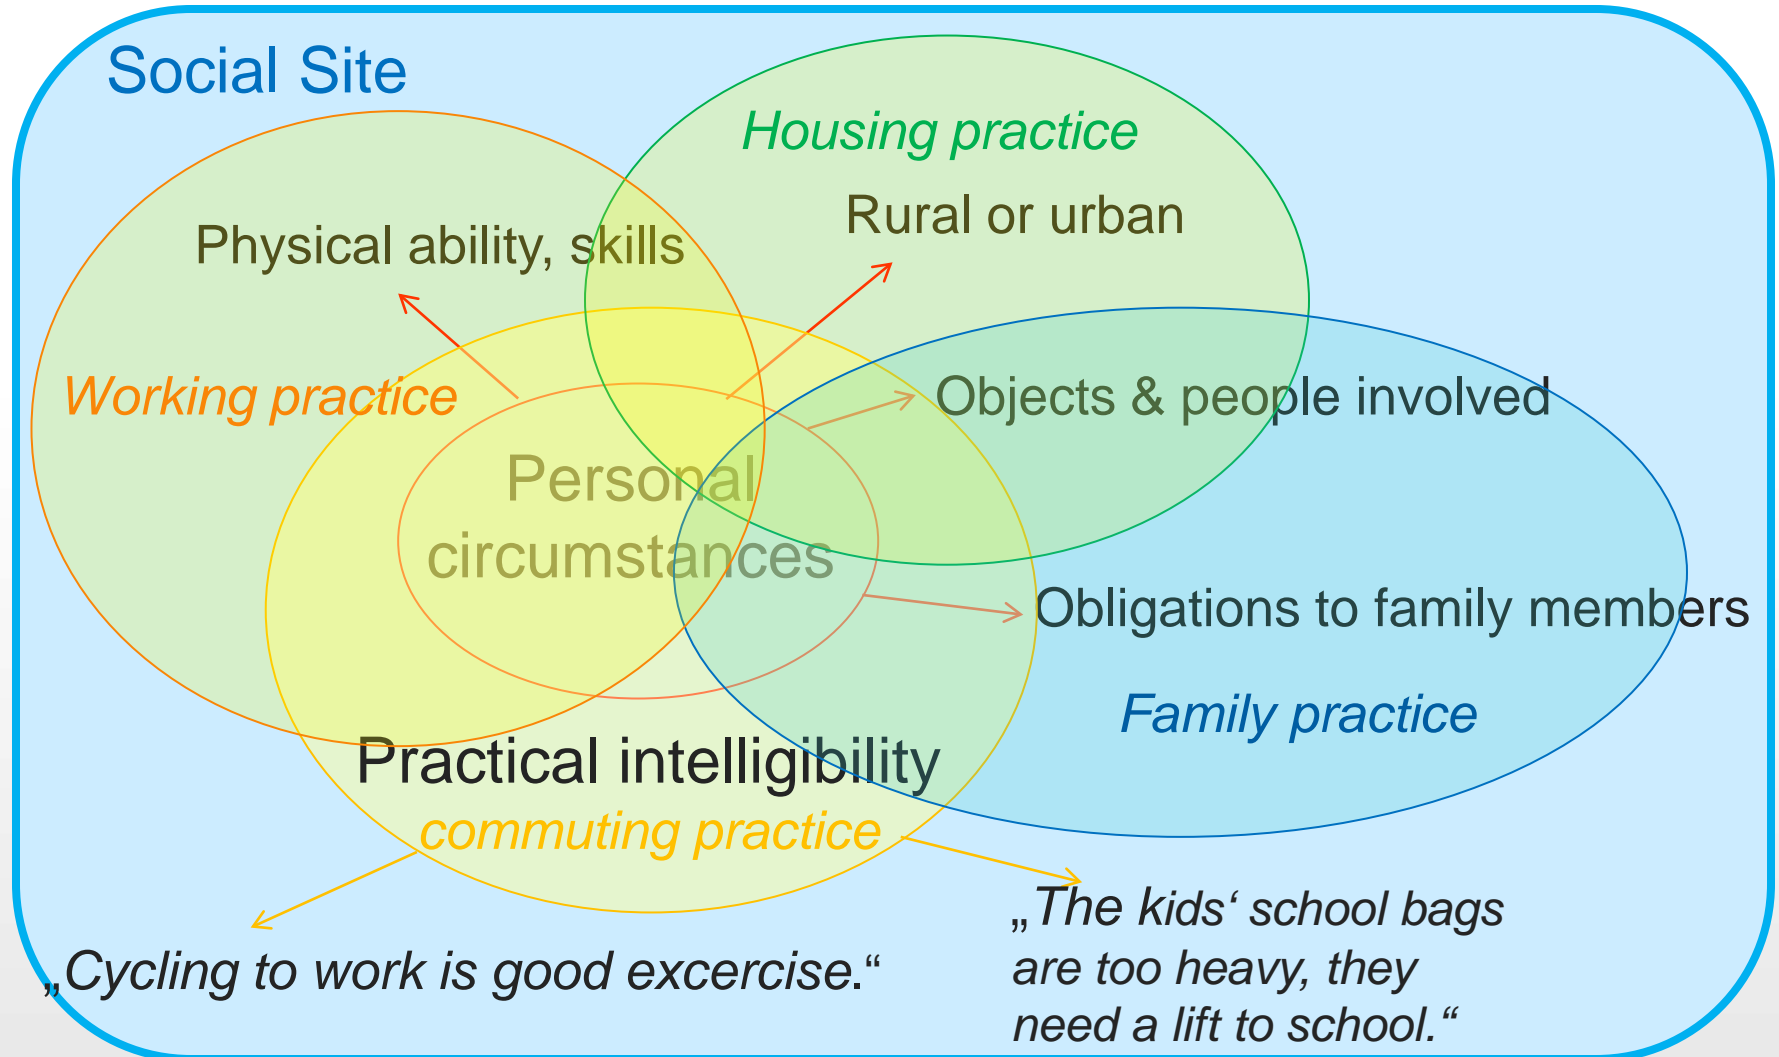 Social Site
Housing practice
Rural or urban
Physical ability, skills
Working practice
Objects & people involved
Personal
circumstances
Obligations to family members
Family practice
Practical intelligibility
commuting practice
„Cycling to work is good excercise.“
„The kids‘ school bags
are too heavy, they
need a lift to school.“